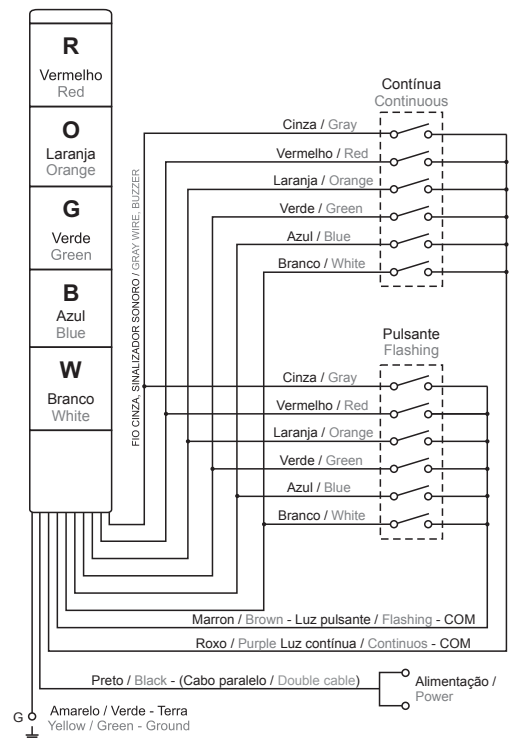 R
Vermelho
Red
O
Laranja
Orange
G
Verde
Green
B
Azul
Blue
W
Branco
White
FIO CINZA, SINALIZADOR SONORO / GRAY WIRE, BUZZER
Contínua
Continuous
Cinza / Gray
Vermelho / Red
Laranja / Orange
Verde / Green
Azul / Blue
Branco / White
Pulsante
Flashing
Cinza / Gray
Vermelho / Red
Laranja / Orange
Verde / Green
Azul / Blue
Branco / White
Marron / Brown - Luz pulsante / Flashing - COM
Roxo / Purple Luz contínua / Continuos - COM
Preto / Black - (Cabo paralelo / Double cable)
Alimentação /
Power
G
Amarelo / Verde - Terra
Yellow / Green - Ground